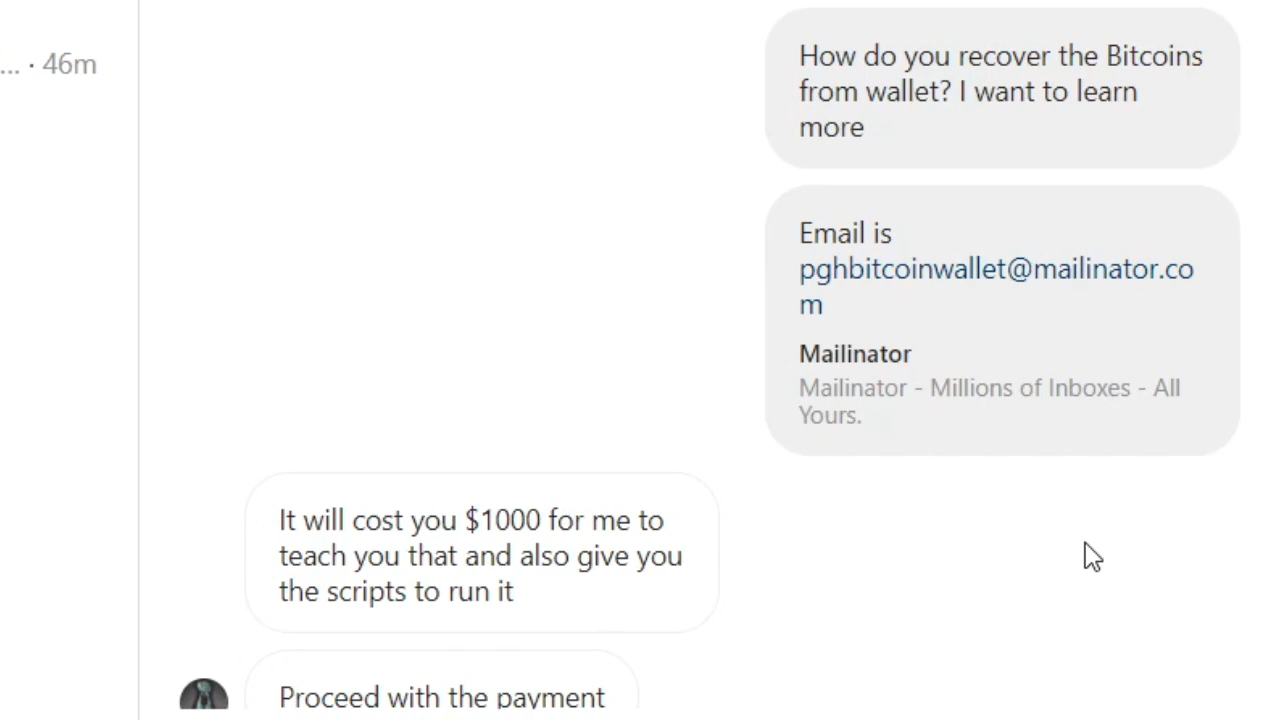 ... · 46m
How do you recover the Bitcoins
from wallet? I want to learn
more
Email is
pghbitcoinwallet@mailinator.co
m
Mailinator
Mailinator - Millions of Inboxes - All
Yours.
It will cost you $1000 for me to
teach you that and also give you
the scripts to run it
Proceed with the payment